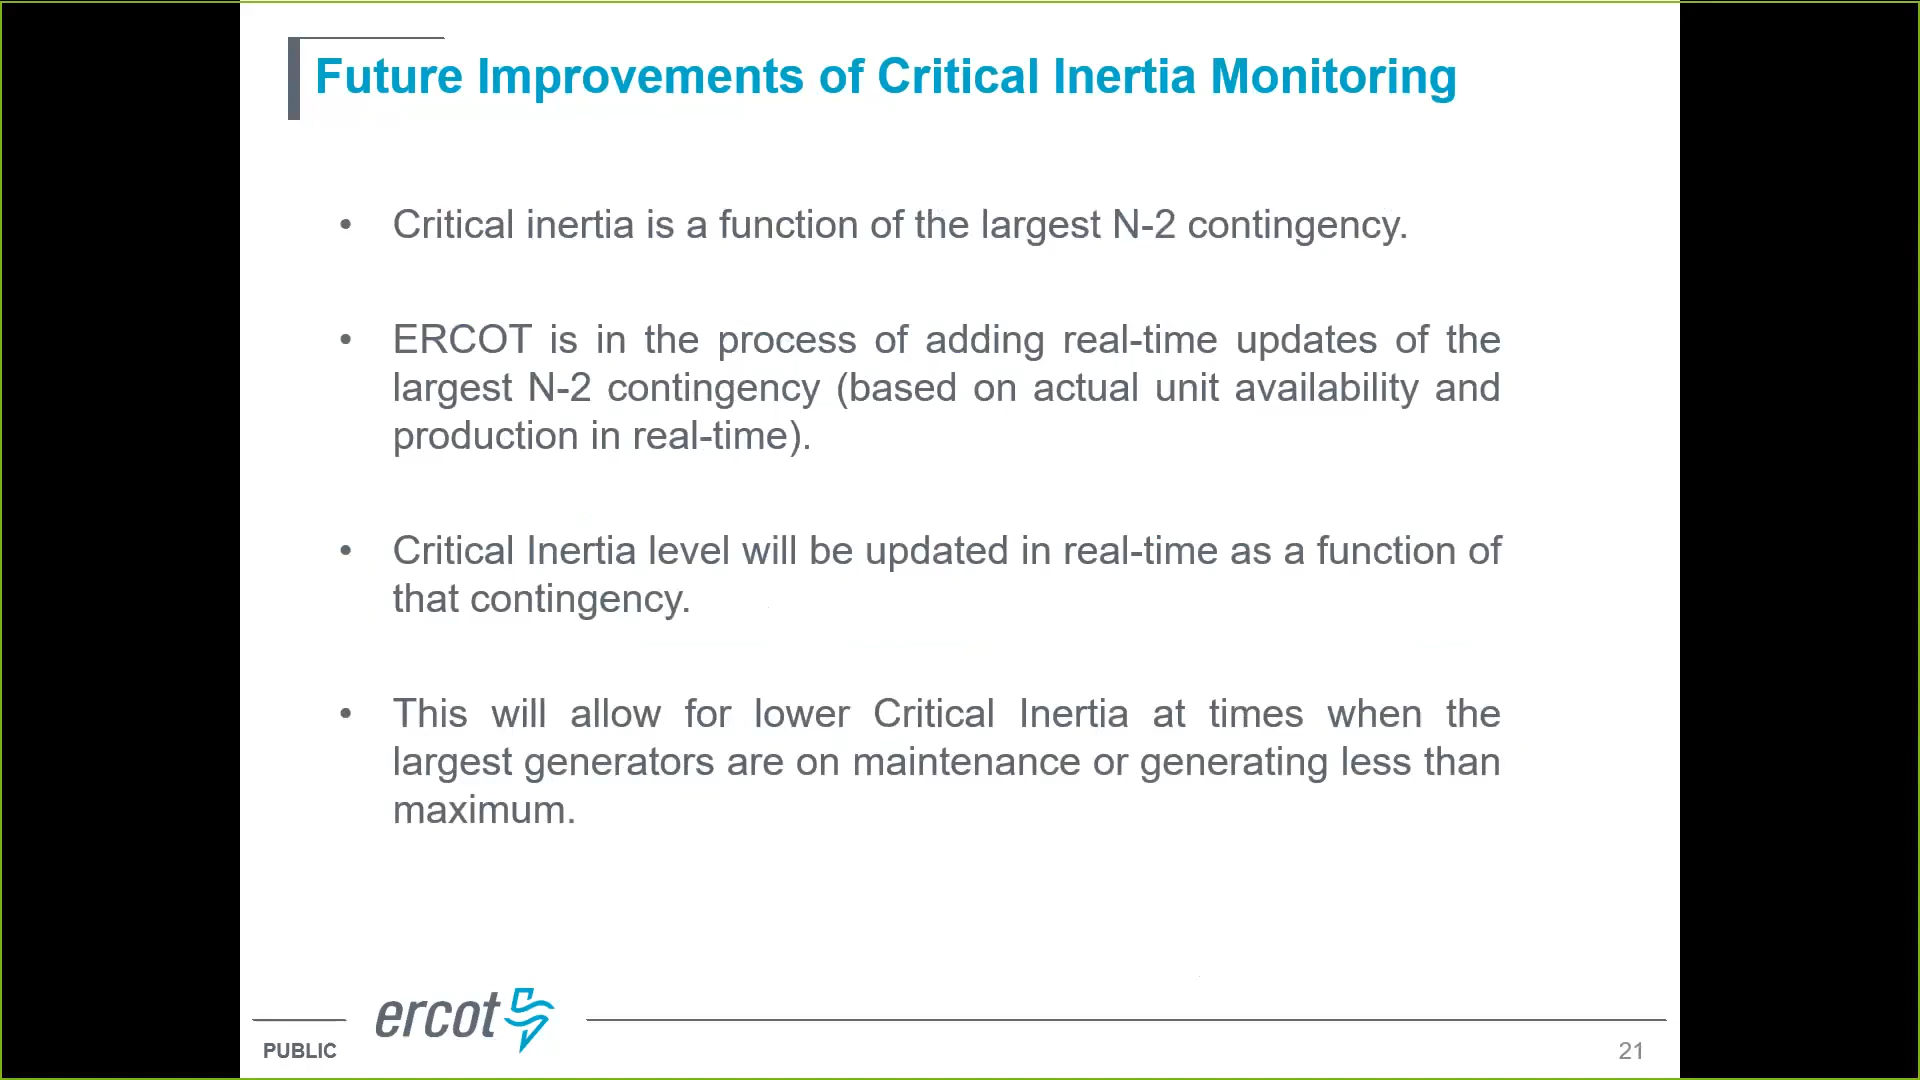 Future Improvements of Critical Inertia Monitoring
• Critical inertia is a function of the largest N-2 contingency.
• ERCOT is in the process of adding real-time updates of the
largest N-2 contingency (based on actual unit availability and
production in real-time).
• Critical Inertia level will be updated in real-time as a function of
that contingency.
• This will allow for lower Critical Inertia at times when the
largest generators are on maintenance or generating less than
maximum.
ercot
PUBLIC
21